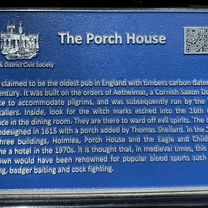 The Porch House
& District Civic Society
claimed to be the oldest pub in England with timbers carbon dated
entury. It was built on the orders of Aethelmar, a Cornish Saxon
ce to accommodate pilgrims, and was subsequently run by the
tallers. Inside, look for the witch marks etched into the 16th
ace in the dining room. They are there to ward off evil spirits. The
edesigned in 1615 with a porch added by Thomas Shellard. In the
three buildings, Holmlea, Porch House and the Eagle and Child
e a hotel in the 1970s. It is thought that, in medieval times, this
own would have been renowned for popular blood sports such
ng, badger baiting and cock fighting.